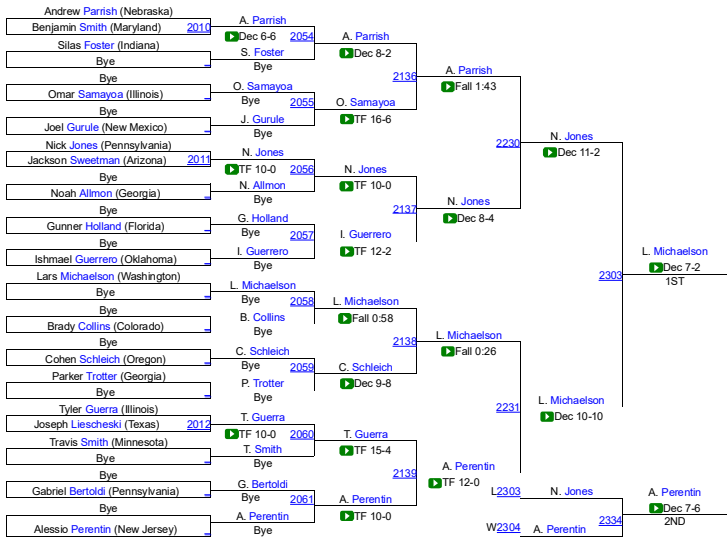 Andrew Parrish (Nebraska)
Benjamin Smith (Maryland) 2010
Silas Foster (Indiana)
Bye
Bye
Omar Samayoa (Illinois)
Bye
Joel Gurule (New Mexico)
Nick Jones (Pennsylvania)
Jackson Sweetman (Arizona) 2011
Bye
Noah Allmon (Georgia)
Bye
Gunner Holland (Florida)
Bye
Ishmael Guerrero (Oklahoma)
Lars Michaelson (Washington)
Bye
Bye
Brady Collins (Colorado)
Bye
Cohen Schleich (Oregon)
Parker Trotter (Georgia)
Bye
Tyler Guerra (Illinois)
Joseph Liescheski (Texas) 2012
Travis Smith (Minnesota)
Bye
Bye
Gabriel Bertoldi (Pennsylvania)
Bye
Alessio Perentin (New Jersey)
A. Parrish
Dec 6-6 2054
S. Foster
Bye
O. Samayoa
Bye 2055
J. Gurule
Bye
N. Jones
TF 10-0 2056
N. Allmon
Bye
G. Holland
Bye 2057
I. Guerrero
Bye
L. Michaelson
Bye 2058
B. Collins
Bye
C. Schleich
Bye 2059
P. Trotter
Bye
T. Guerra
TF 10-0 2060
T. Smith
Bye
G. Bertoldi
Bye 2061
A. Perentin
Bye
A. Parrish
Dec 8-2
2136
O. Samayoa
TF 16-6
N. Jones
TF 10-0
2137
I. Guerrero
TF 12-2
L. Michaelson
Fall 0:58
2138
C. Schleich
Dec 9-8
T. Guerra
TF 15-4
2139
A. Perentin
TF 10-0
A. Parrish
Fall 1:43
2230
N. Jones
Dec 8-4
L. Michaelson
Fall 0:26
2231
A. Perentin
TF 12-0
N. Jones
Dec 11-2
2303
L. Michaelson
Dec 10-10
L. Michaelson
Dec 7-2
1ST
L2303 N. Jones
2334
W2304 A. Perentin
A. Perentin
Dec 7-6
2ND